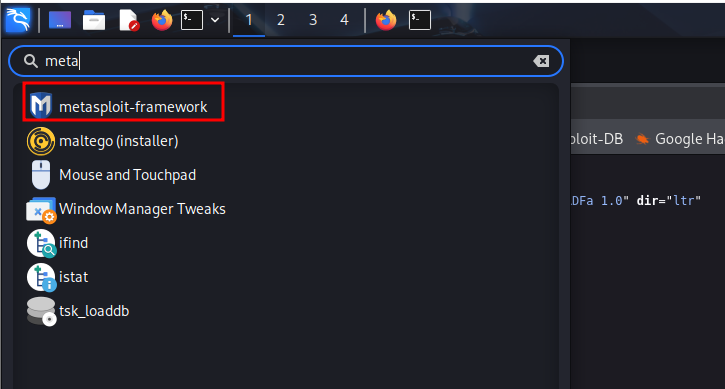 1 2 3 4
meta
metasploit-framework
maltego (installer)
Mouse and Touchpad
Window Manager Tweaks
ifind
istat
tsk_loaddb
ploit-DB Google Ha
DFa 1.0" dir="ltr"